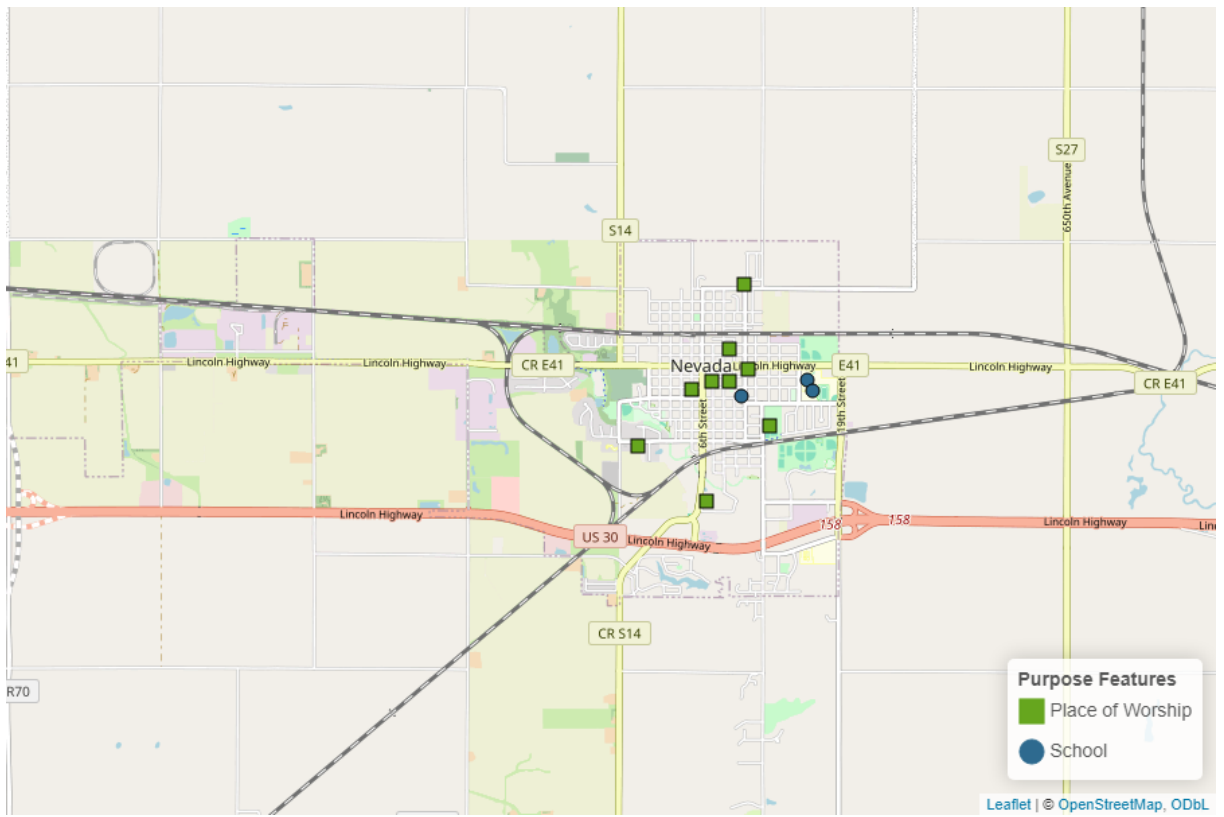 S27
650th Avenue
S14
41
Lincoln Highway
Lincoln Highway
CR E41
Nevada
Lincoln Highway
E41
Lincoln Highway
CR E41
6th Street
19th Street
Lincoln Highway
US 30
Lincoln Highway
158
158
Lincoln Highway
CR S14
R70
Purpose Features
Place of Worship
School
Leaflet | © OpenStreetMap, ODbL